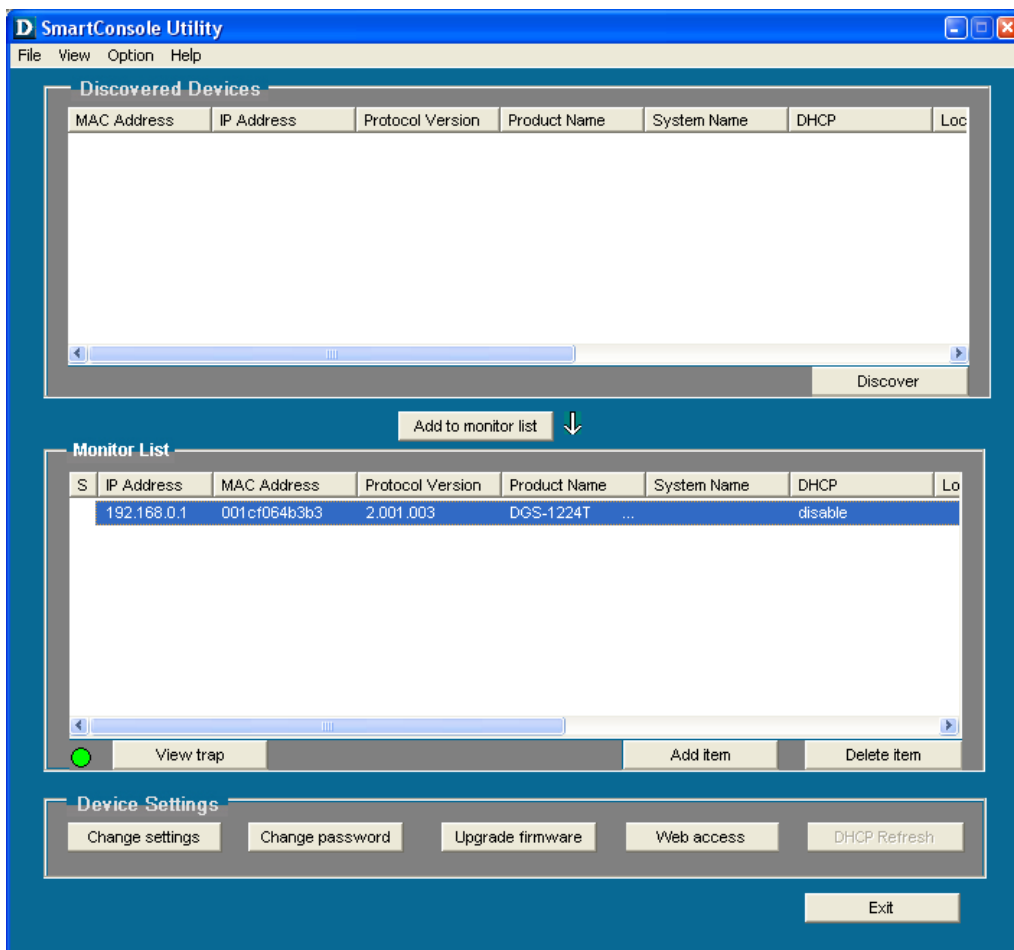 D SmartConsole Utility
File View Option Help
Discovered Devices
MAC Address IP Address Protocol Version Product Name System Name DHCP Loc
Discover
Add to monitor list
Monitor List
S IP Address MAC Address Protocol Version Product Name System Name DHCP Lo
192.168.0.1 001cf064b3b3 2.001.003 DGS-1224T ... disable
View trap Add item Delete item
Device Settings
Change settings Change password Upgrade firmware Web access DHCP Refresh
Exit